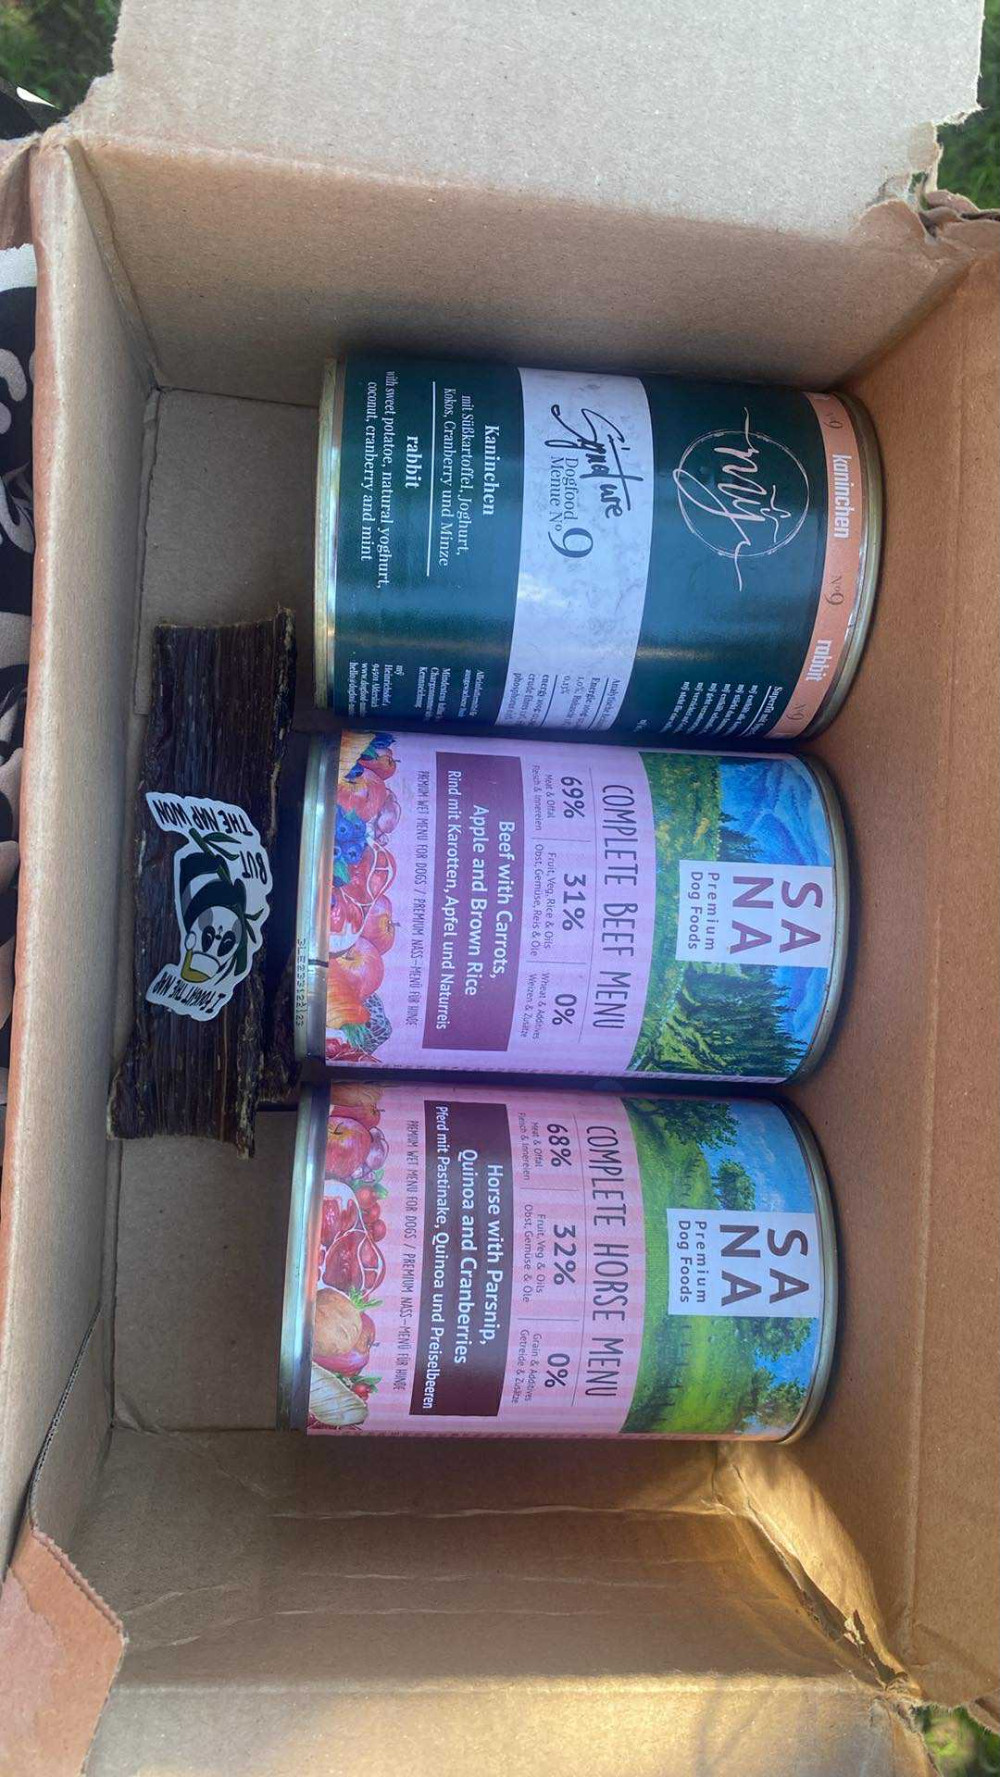 kaninchen
Nº9
rabbit
Nº9
mÿ
Signature
Dogfood
Menue Nº 9
Kaninchen
mit Süßkartoffel, Joghurt,
Kokos, Cranberry und Minze
rabbit
with sweet potatoe, natural yoghurt,
coconut, cranberry and mint
SA
NA
Premium
Dog Foods
COMPLETE BEEF MENU
69% 31% 0%
Meat & Offal Fruit, Veg, Rice & Oils Wheat & Additives
Fleisch & Innereien Obst, Gemüse, Reis & Öle Weizen & Zusätze
Beef with Carrots,
Apple and Brown Rice
Rind mit Karotten, Apfel und Naturreis
PREMIUM WET MENU FOR DOGS / PREMIUM NASS-MENÜ FÜR HUNDE
SA
NA
Premium
Dog Foods
COMPLETE HORSE MENU
68% 32% 0%
Meat & Offal Fruit, Veg & Oils Grain & Additives
Fleisch & Innereien Obst, Gemüse & Öle Getreide & Zusätze
Horse with Parsnip,
Quinoa and Cranberries
Pferd mit Pastinake, Quinoa und Preiselbeeren
PREMIUM WET MENU FOR DOGS / PREMIUM NASS-MENÜ FÜR HUNDE
I FOUGHT THE NAP
BUT
THE NAP WON